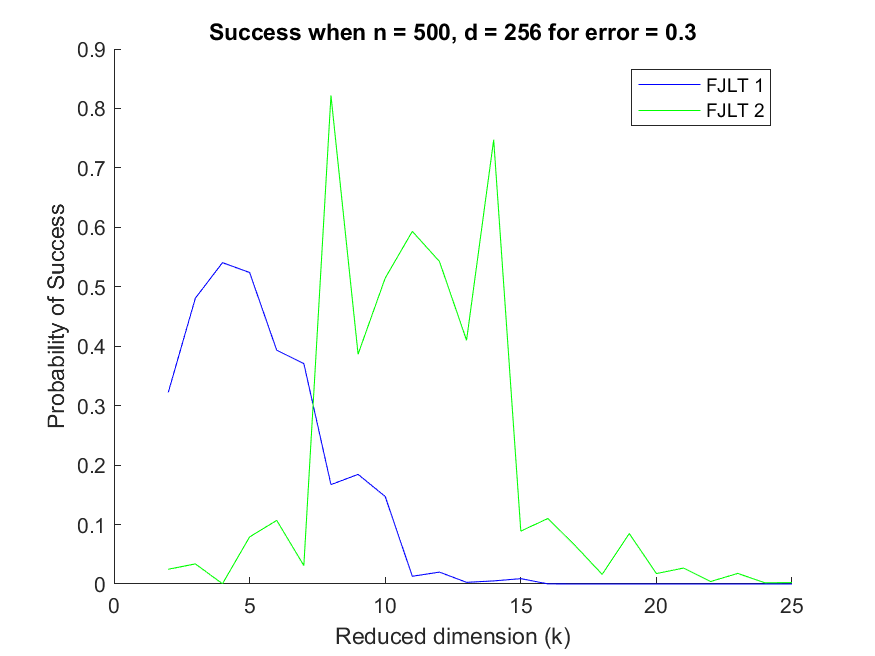 Success when n = 500, d = 256 for error = 0.3
FJLT 1
FJLT 2
Probability of Success
0.9
0.8
0.7
0.6
0.5
0.4
0.3
0.2
0.1
0
0 5 10 15 20 25
Reduced dimension (k)